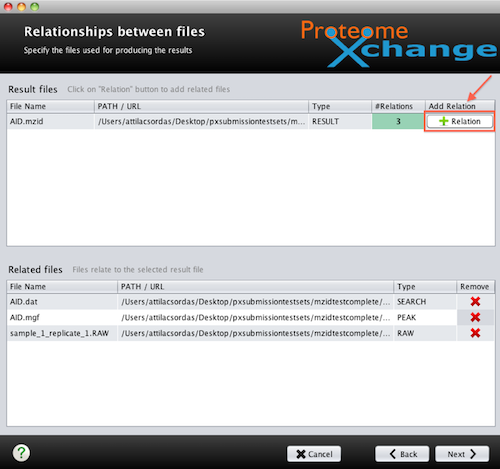 Relationships between files
Specify the files used for producing the results
Proteome
Xchange
Result files Click on "Relation" button to add related files
File Name PATH / URL Type #Relations Add Relation
AID.mzid /Users/attilacsordas/Desktop/pxsubmissiontestsets/m... RESULT 3 Relation
Related files Files relate to the selected result file
File Name PATH / URL Type Remove
AID.dat /Users/attilacsordas/Desktop/pxsubmissiontestsets/mzidtestcomplete/... SEARCH
AID.mgf /Users/attilacsordas/Desktop/pxsubmissiontestsets/mzidtestcomplete/... PEAK
sample_1_replicate_1.RAW /Users/attilacsordas/Desktop/pxsubmissiontestsets/mzidtestcomplete/... RAW
? Cancel Back Next